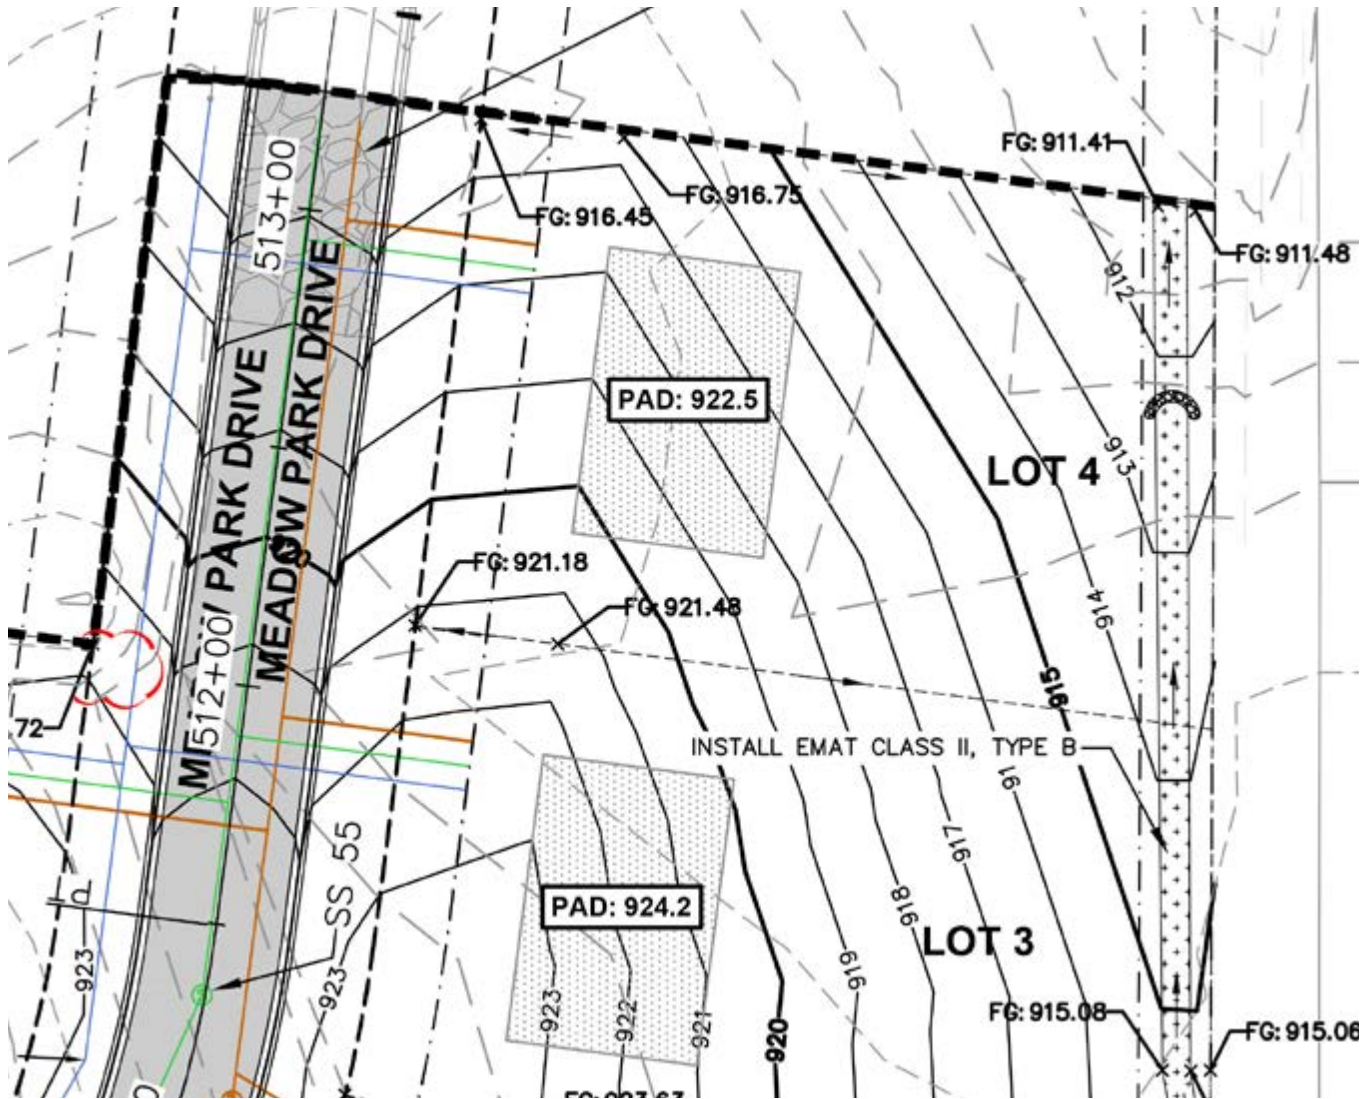 FG: 911.41
513+00
FG: 916.75
FG: 916.45
FG: 911.48
912
MEADOW PARK DRIVE
PARK DRIVE
PAD: 922.5
913
LOT 4
FG: 921.18
914
FG: 921.48
512+00
915
72
INSTALL EMAT CLASS II, TYPE B
91
917
SS 55
918
PAD: 924.2
LOT 3
919
923
923
923
922
921
920
FG: 915.08
FG: 915.06